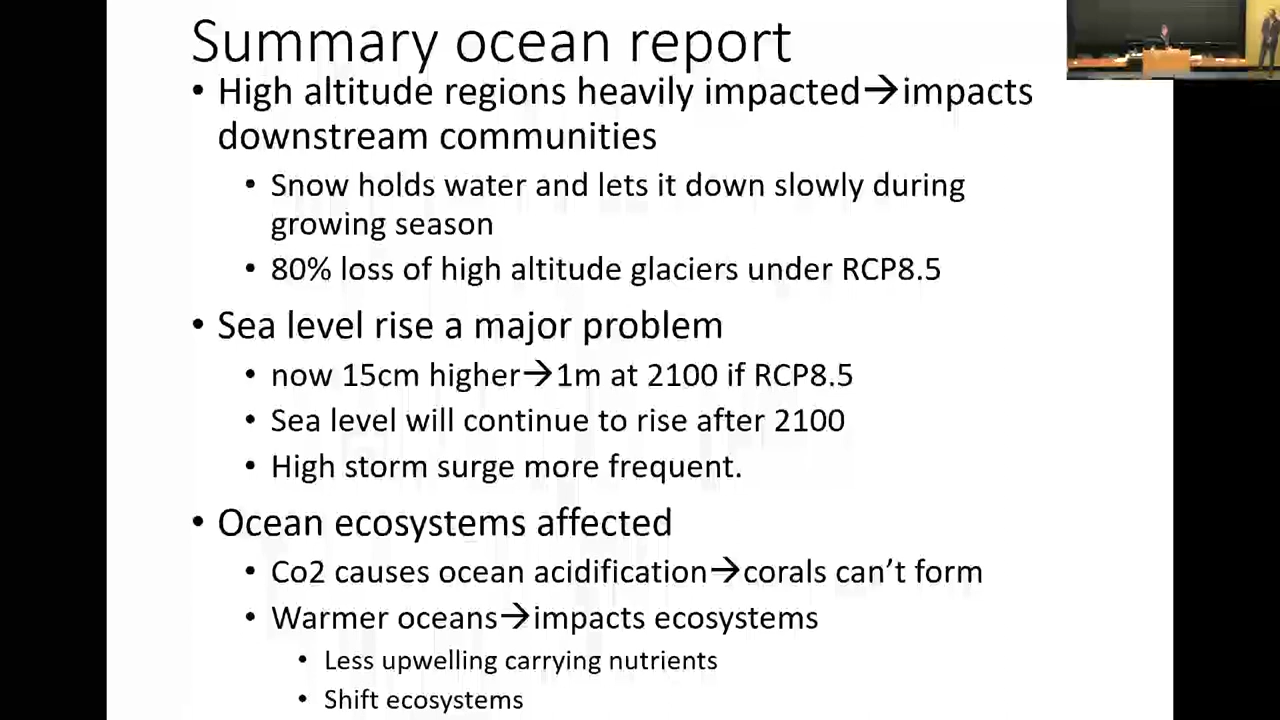 Summary ocean report
• High altitude regions heavily impacted→impacts
downstream communities
• Snow holds water and lets it down slowly during
growing season
• 80% loss of high altitude glaciers under RCP8.5
• Sea level rise a major problem
• now 15cm higher→1m at 2100 if RCP8.5
• Sea level will continue to rise after 2100
• High storm surge more frequent.
• Ocean ecosystems affected
• Co2 causes ocean acidification→corals can't form
• Warmer oceans→impacts ecosystems
• Less upwelling carrying nutrients
• Shift ecosystems